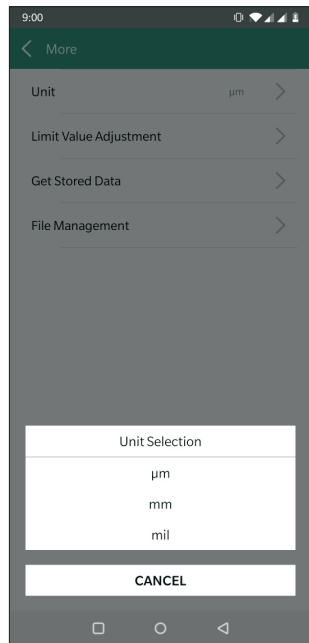 9:00
More
Unit μm
Limit Value Adjustment
Get Stored Data
File Management
Unit Selection
μm
mm
mil
CANCEL